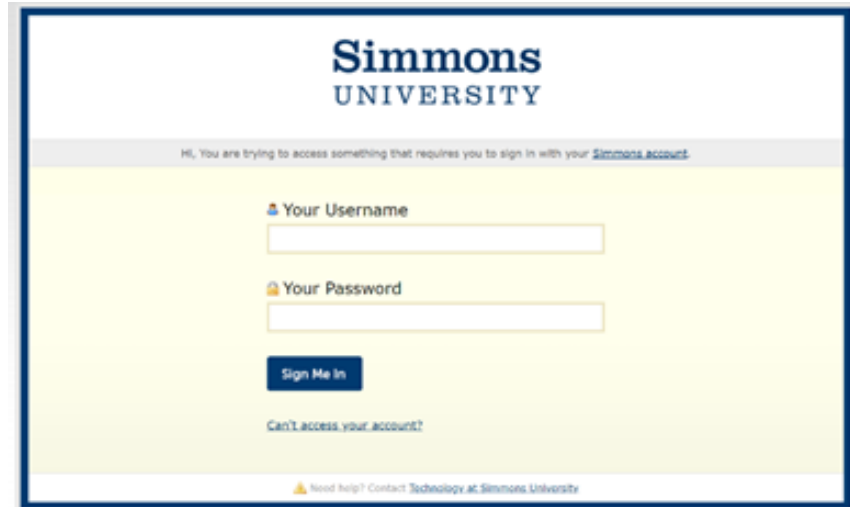 Simmons
UNIVERSITY
Hi, You are trying to access something that requires you to sign in with your Simmons account.
Your Username
Your Password
Sign Me In
Can't access your account?
Need help? Contact Technology at Simmons University